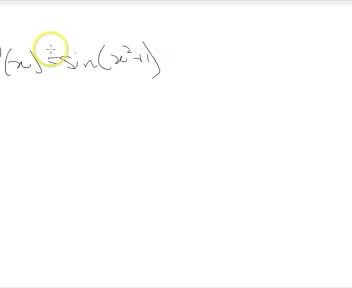 (x) = sin(x²+1)